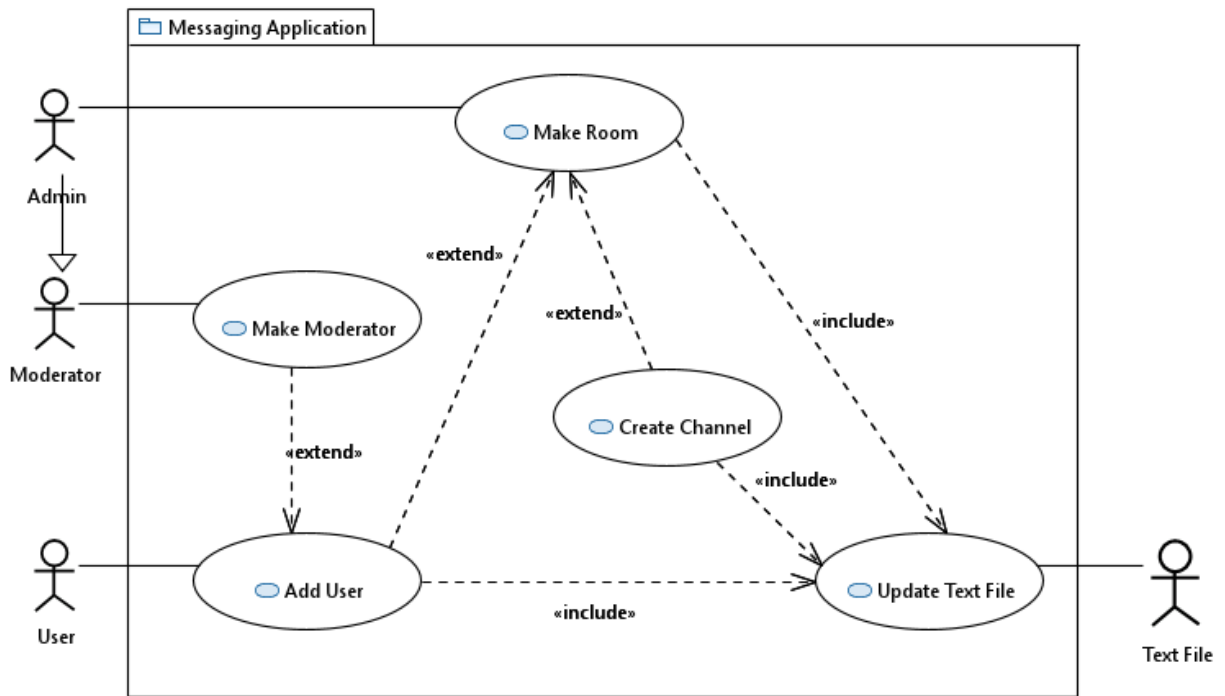 Messaging Application
Make Room
Admin
«extend»
«extend»
«include»
Make Moderator
Moderator
Create Channel
«extend»
«include»
Add User
«include»
Update Text File
User
Text File